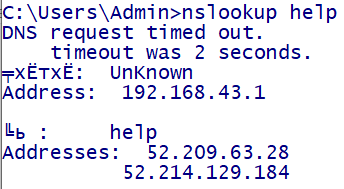 C:\Users\Admin>nslookup help
DNS request timed out.
timeout was 2 seconds.
╤хЁтхЁ: UnKnown
Address: 192.168.43.1
╚ь : help
Addresses: 52.209.63.28
52.214.129.184